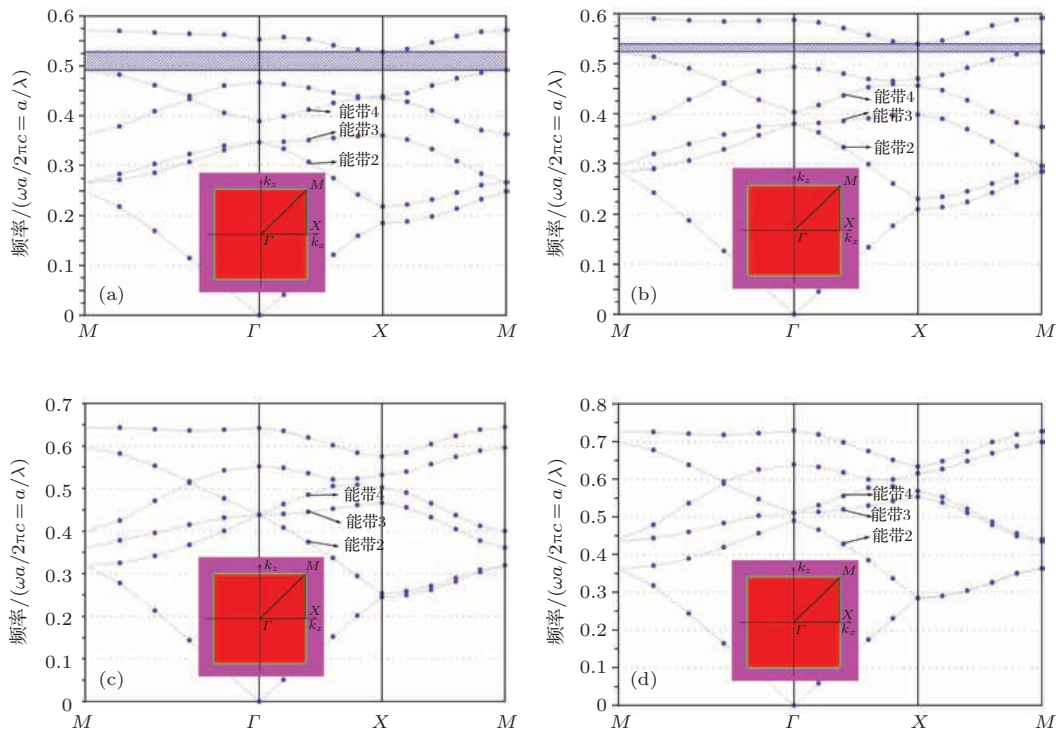 频率/(ωa/2πc = a/λ)
0.6
0.5
0.4
0.3
0.2
0.1
0
能带4
能带3
能带2
k_z
M
X
Γ
k_x
(a)
M
Γ
X
M
频率/(ωa/2πc = a/λ)
0.6
0.5
0.4
0.3
0.2
0.1
0
能带4
能带3
能带2
k_z
M
X
Γ
k_x
(b)
M
Γ
X
M
频率/(ωa/2πc = a/λ)
0.7
0.6
0.5
0.4
0.3
0.2
0.1
0
能带4
能带3
能带2
k_z
M
X
Γ
k_x
(c)
M
Γ
X
M
频率/(ωa/2πc = a/λ)
0.8
0.7
0.6
0.5
0.4
0.3
0.2
0.1
0
能带4
能带3
能带2
k_z
M
X
Γ
k_x
(d)
M
Γ
X
M